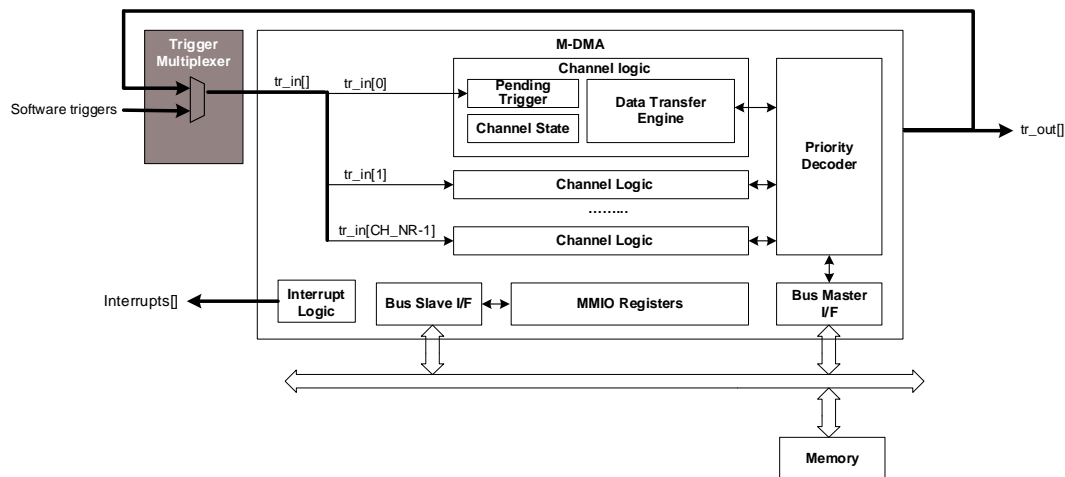 Trigger
Multiplexer
M-DMA
Channel logic
tr_in[]
tr_in[0]
Pending
Trigger
Data Transfer
Engine
Software triggers
Channel State
tr_out[]
Priority
Decoder
tr_in[1]
Channel Logic
.........
tr_in[CH_NR-1]
Channel Logic
Interrupts[]
Interrupt
Logic
Bus Slave I/F
MMIO Registers
Bus Master
I/F
Memory